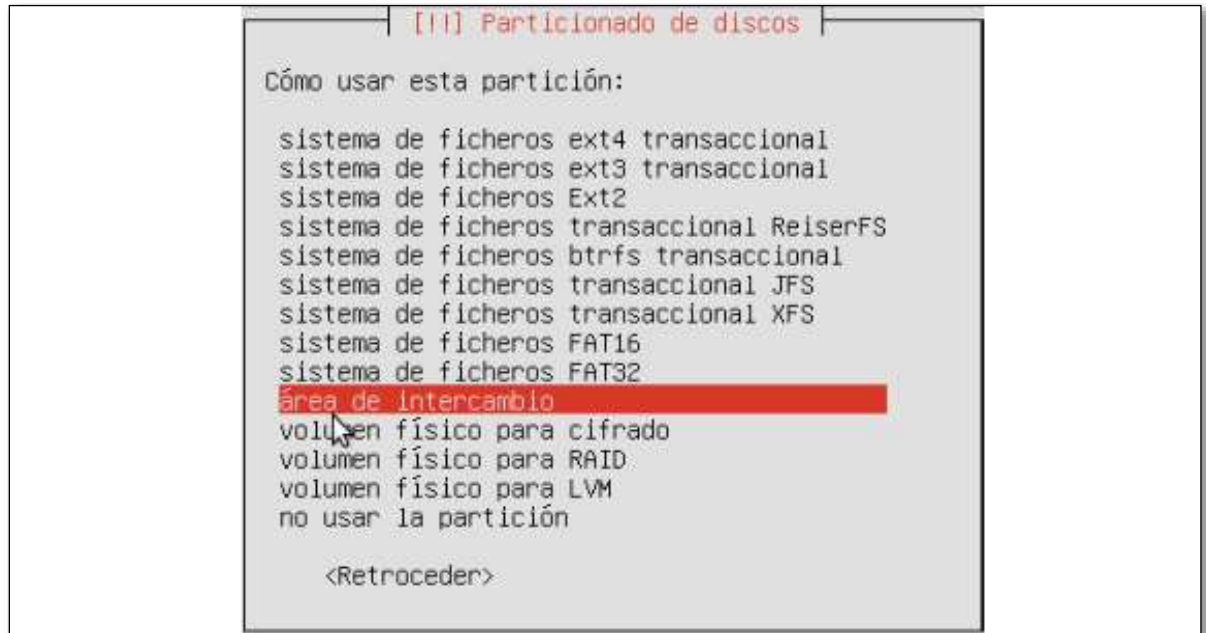 [!!] Particionado de discos
Cómo usar esta partición:
sistema de ficheros ext4 transaccional
sistema de ficheros ext3 transaccional
sistema de ficheros Ext2
sistema de ficheros transaccional ReiserFS
sistema de ficheros btrfs transaccional
sistema de ficheros transaccional JFS
sistema de ficheros transaccional XFS
sistema de ficheros FAT16
sistema de ficheros FAT32
área de intercambio
volumen físico para cifrado
volumen físico para RAID
volumen físico para LVM
no usar la partición
<Retroceder>